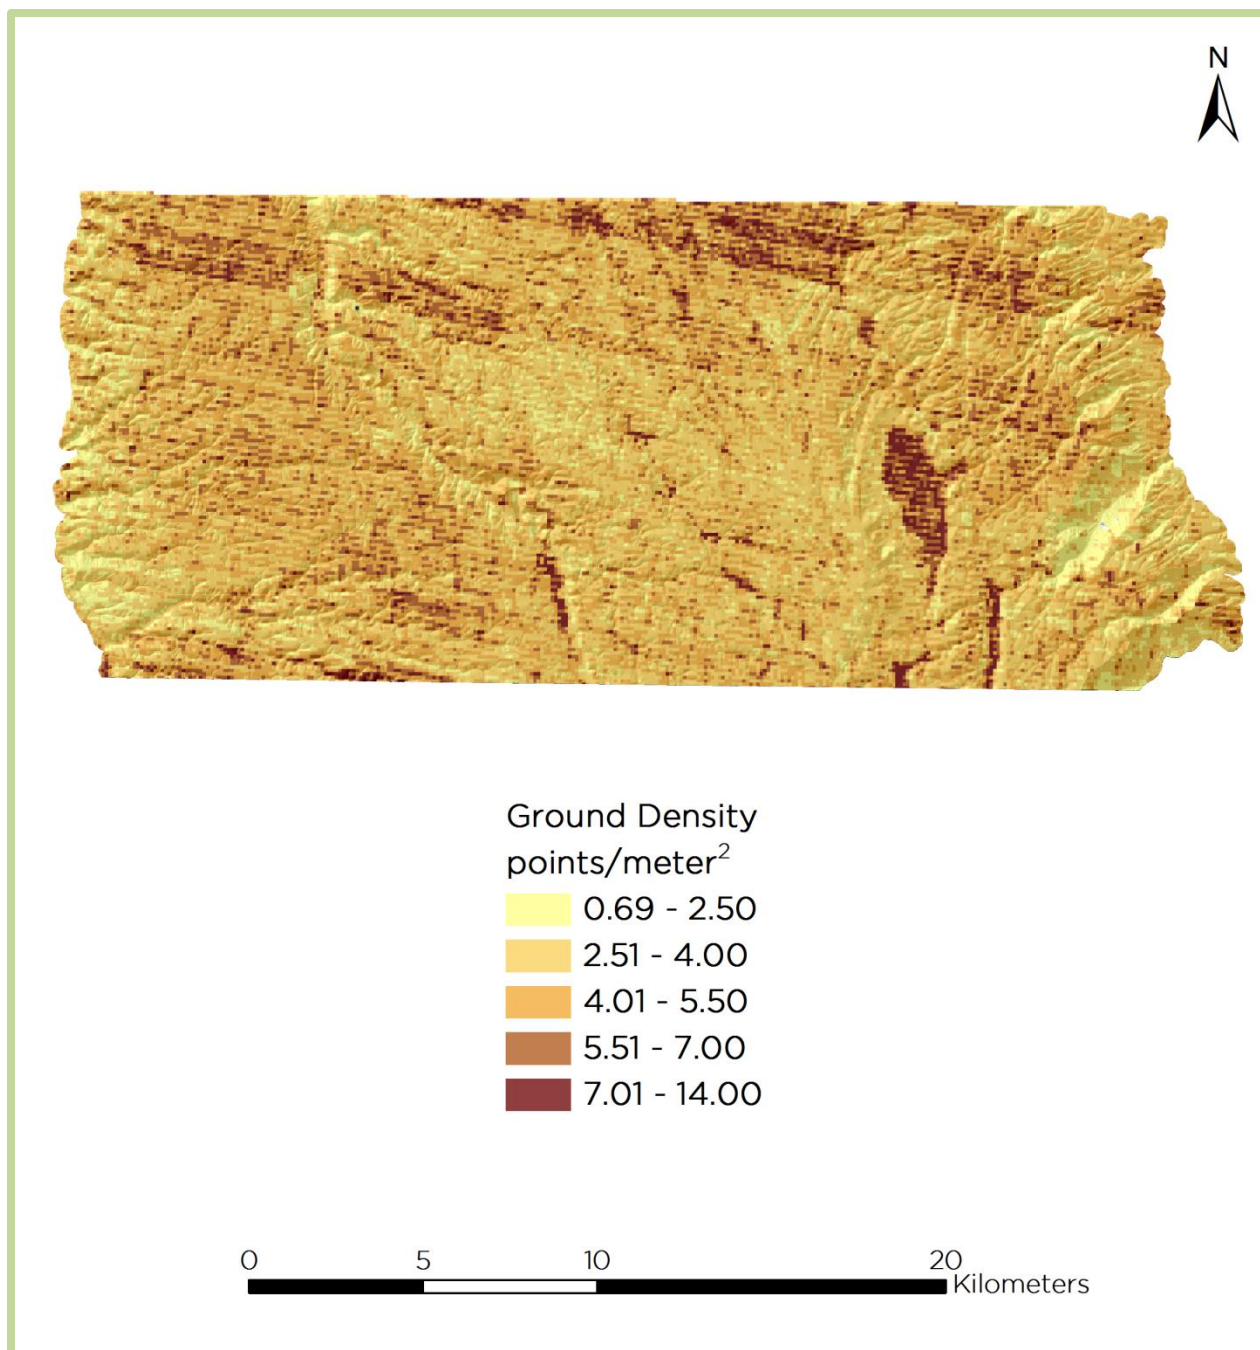 N
Ground Density
points/meter²
0.69 - 2.50
2.51 - 4.00
4.01 - 5.50
5.51 - 7.00
7.01 - 14.00
0 5 10 20
Kilometers